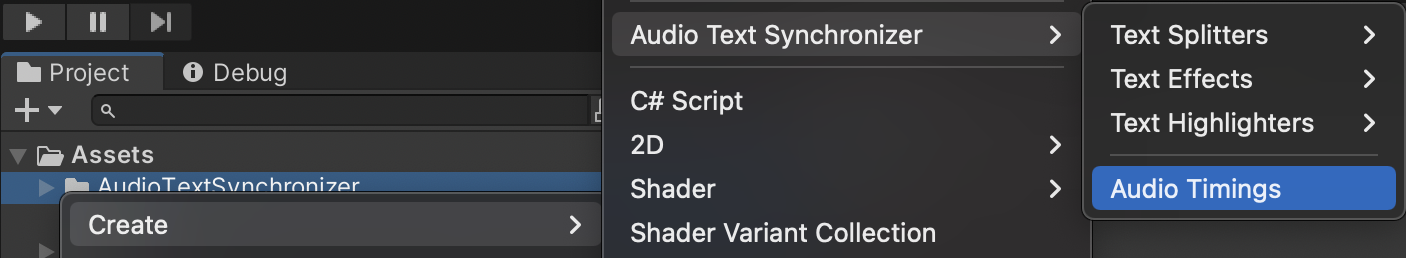 Project
Debug
Assets
AudioTextSynchronizer
Create
Audio Text Synchronizer
C# Script
2D
Shader
Shader Variant Collection
Text Splitters
Text Effects
Text Highlighters
Audio Timings